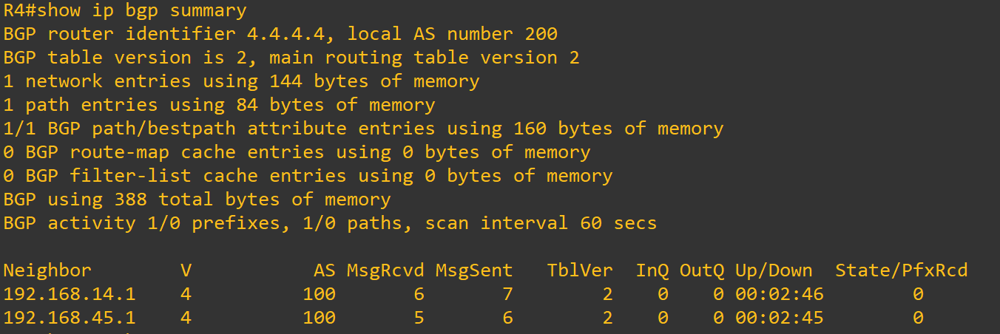 R4#show ip bgp summary
BGP router identifier 4.4.4.4, local AS number 200
BGP table version is 2, main routing table version 2
1 network entries using 144 bytes of memory
1 path entries using 84 bytes of memory
1/1 BGP path/bestpath attribute entries using 160 bytes of memory
0 BGP route-map cache entries using 0 bytes of memory
0 BGP filter-list cache entries using 0 bytes of memory
BGP using 388 total bytes of memory
BGP activity 1/0 prefixes, 1/0 paths, scan interval 60 secs
Neighbor        V           AS MsgRcvd MsgSent   TblVer  InQ OutQ Up/Down  State/PfxRcd
192.168.14.1    4          100       6       7        2    0    0 00:02:46        0
192.168.45.1    4          100       5       6        2    0    0 00:02:45        0